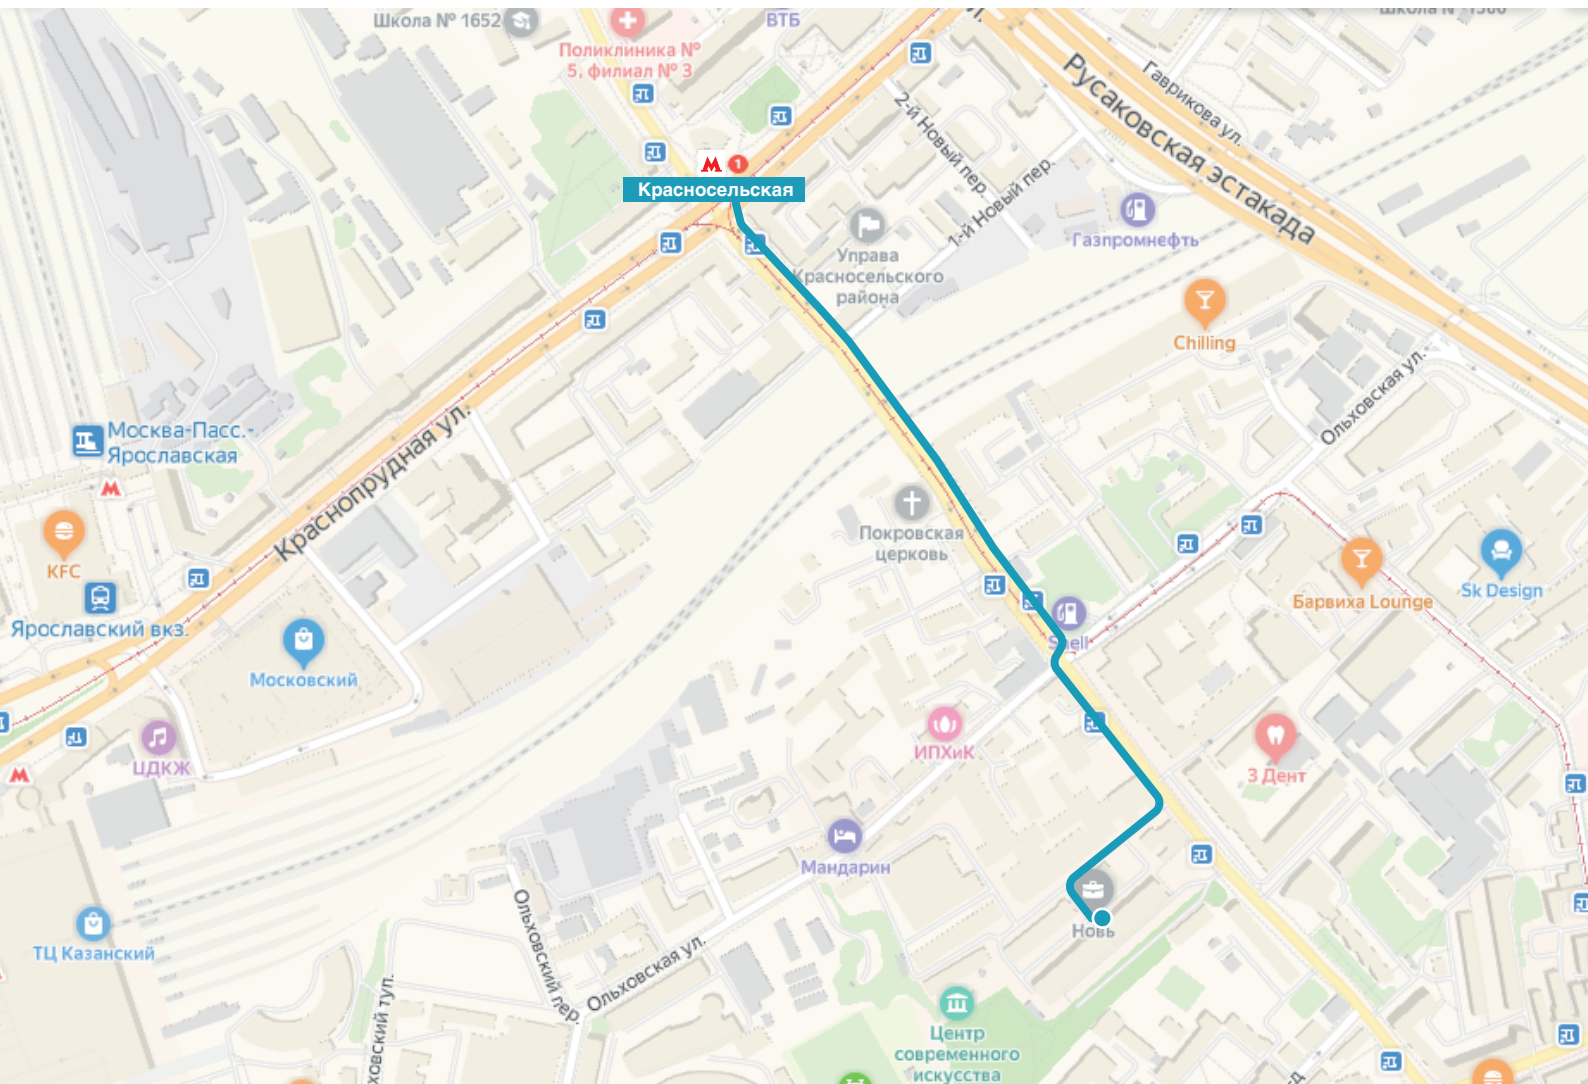 Школа № 1652
ВТБ
Поликлиника №
5, филиал № 3
Русаковская эстакада
Гаврикова ул.
2-й Новый пер.
1-й Новый пер.
М 1
Красносельская
Газпромнефть
Управа
Красносельского
района
Chilling
Ольховская ул.
Москва-Пасс.-
Ярославская
М
Краснопрудная ул.
KFC
Покровская
церковь
Sk Design
Барвиха Lounge
Ярославский вкз.
Shell
Московский
ИПХиК
ЦДКЖ
М
3 Дент
Мандарин
Новь
ТЦ Казанский
Ольховский пер.
Ольховская ул.
ховский туп.
Центр
современного
искусства